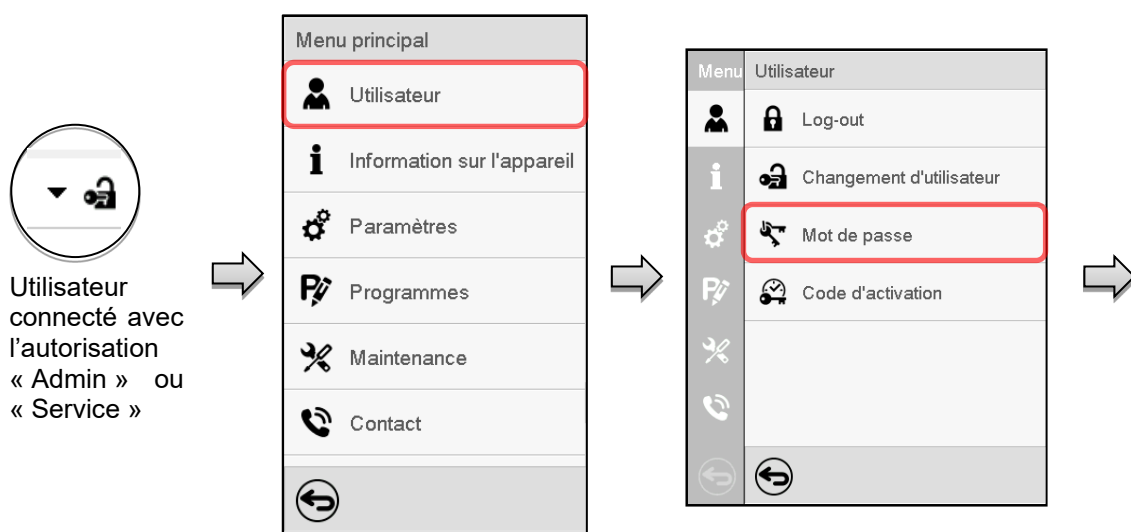 Utilisateur
connecté avec
l’autorisation
« Admin » ou
« Service »
Menu principal
Utilisateur
Information sur l'appareil
Paramètres
Programmes
Maintenance
Contact
Menu
Utilisateur
Log-out
Changement d'utilisateur
Mot de passe
Code d'activation